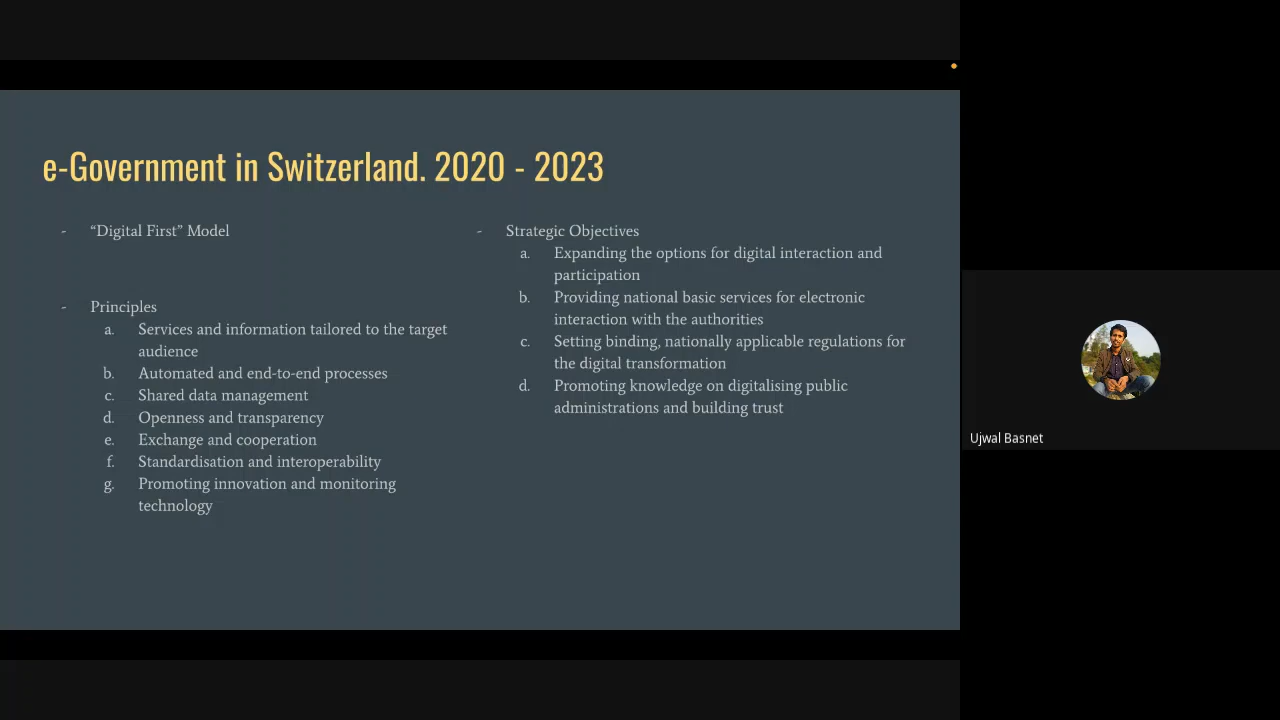 e-Government in Switzerland. 2020 - 2023
- “Digital First” Model
- Principles
a. Services and information tailored to the target
audience
b. Automated and end-to-end processes
c. Shared data management
d. Openness and transparency
e. Exchange and cooperation
f. Standardisation and interoperability
g. Promoting innovation and monitoring
technology
- Strategic Objectives
a. Expanding the options for digital interaction and
participation
b. Providing national basic services for electronic
interaction with the authorities
c. Setting binding, nationally applicable regulations for
the digital transformation
d. Promoting knowledge on digitalising public
administrations and building trust
Ujwal Basnet